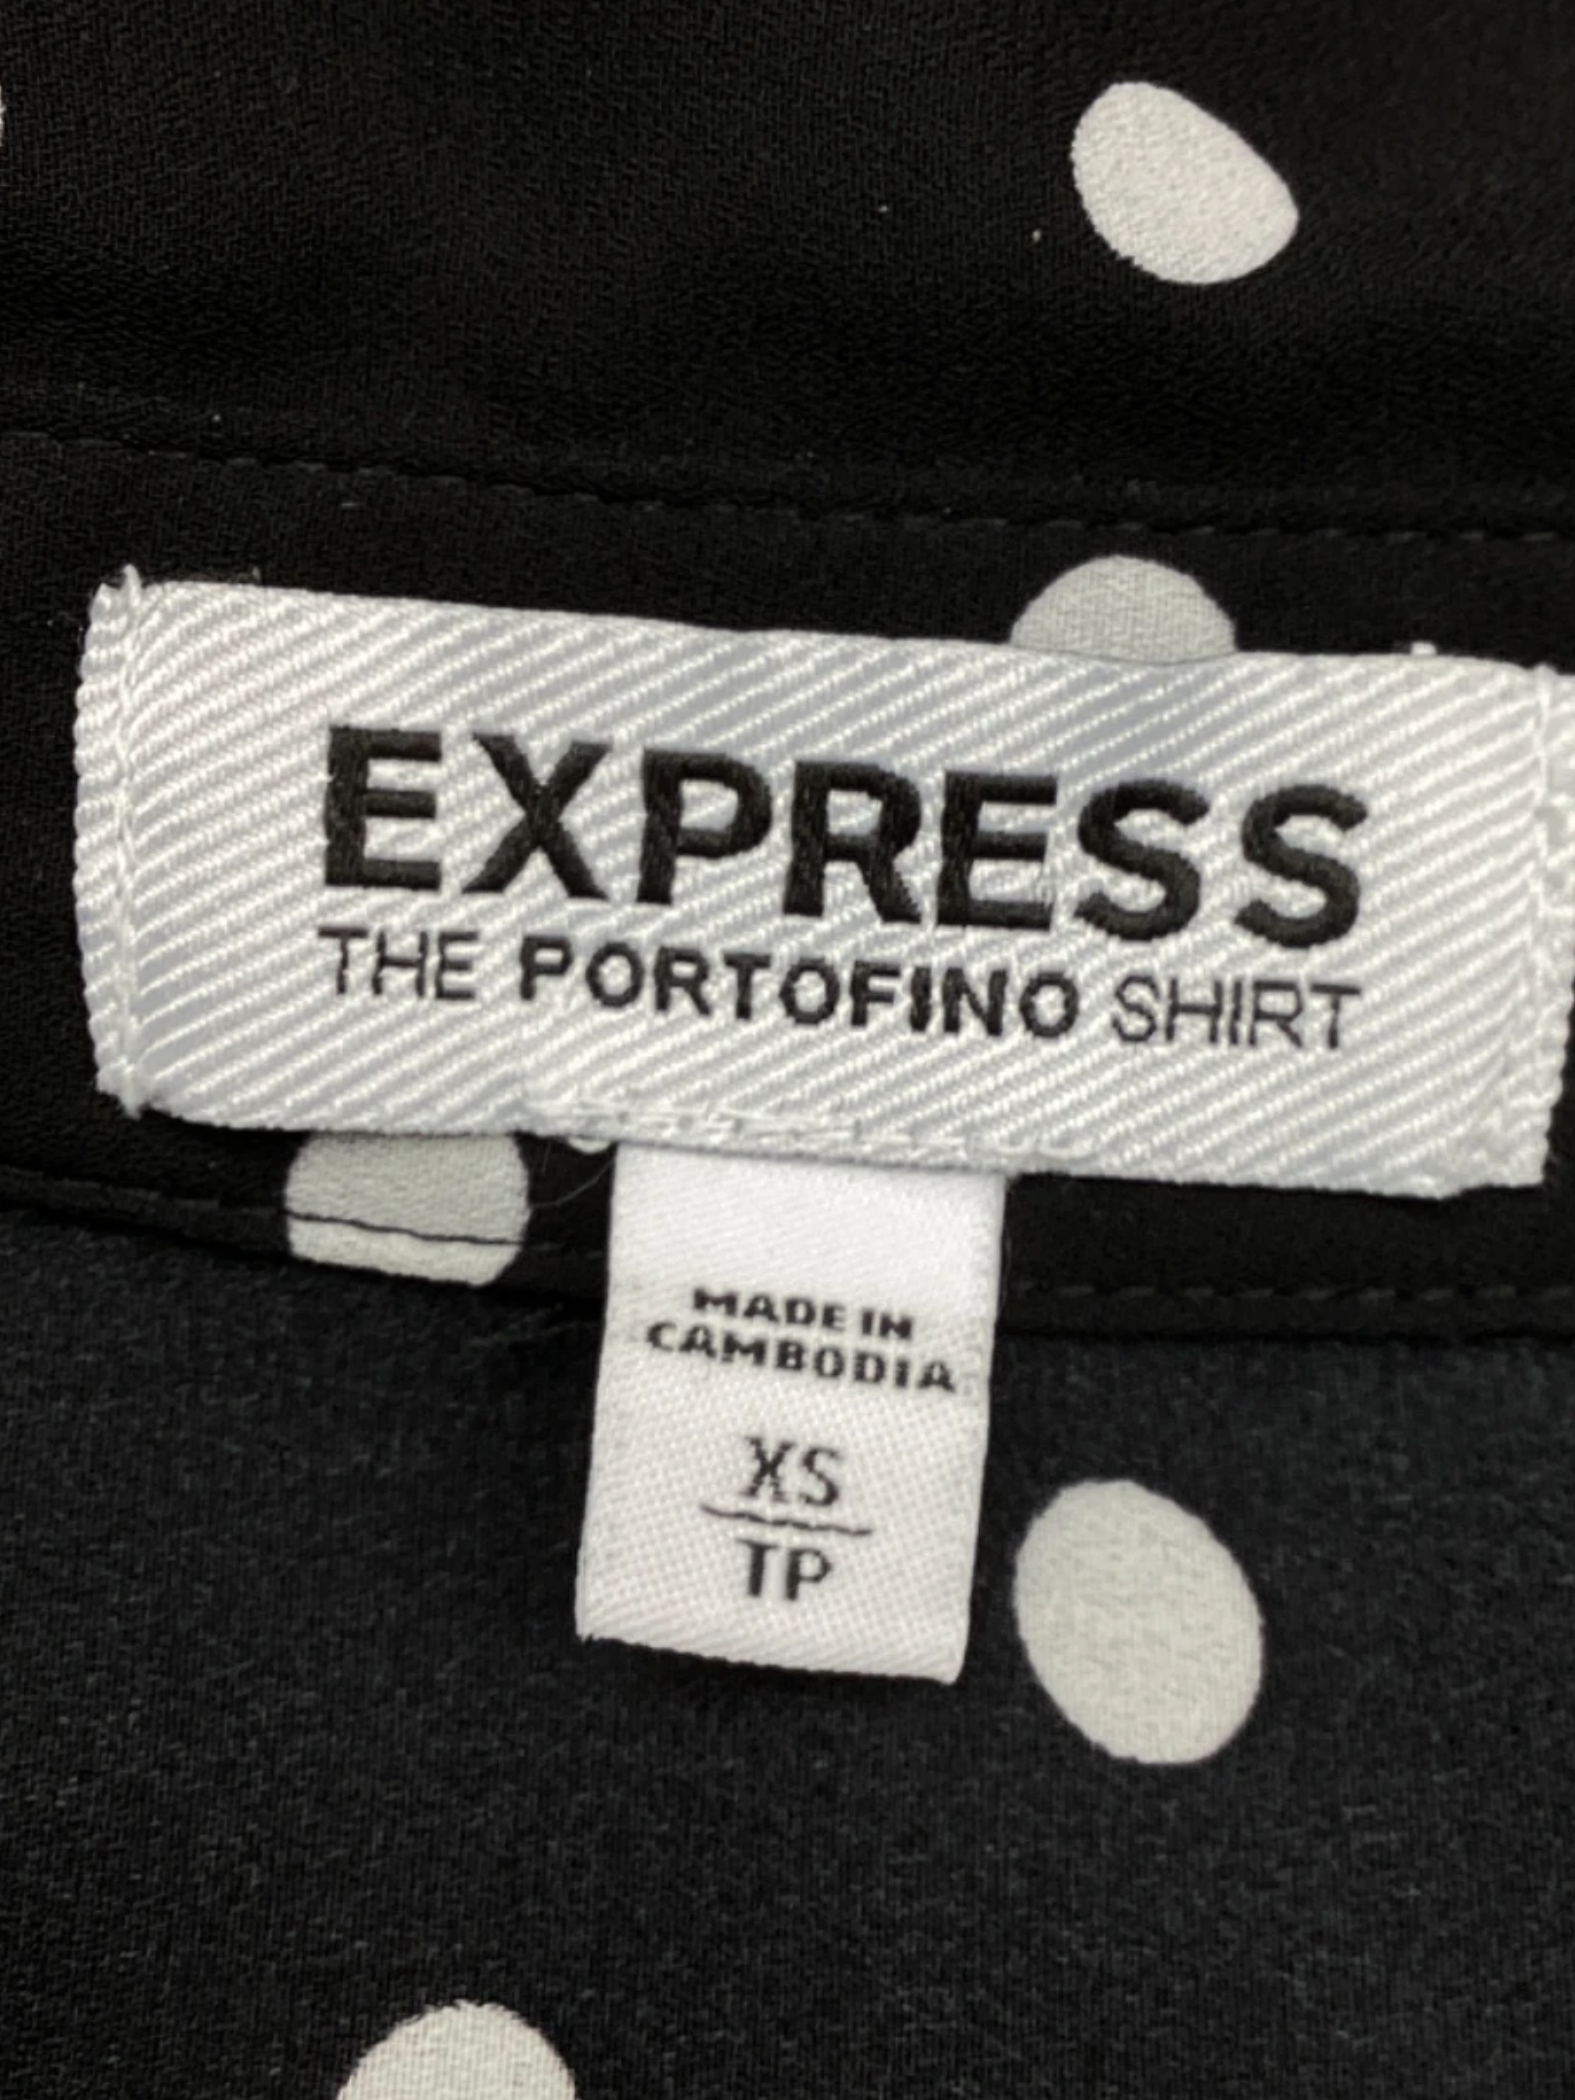 EXPRESS
THE PORTOFINO SHIRT
MADE IN
CAMBODIA
XS
TP